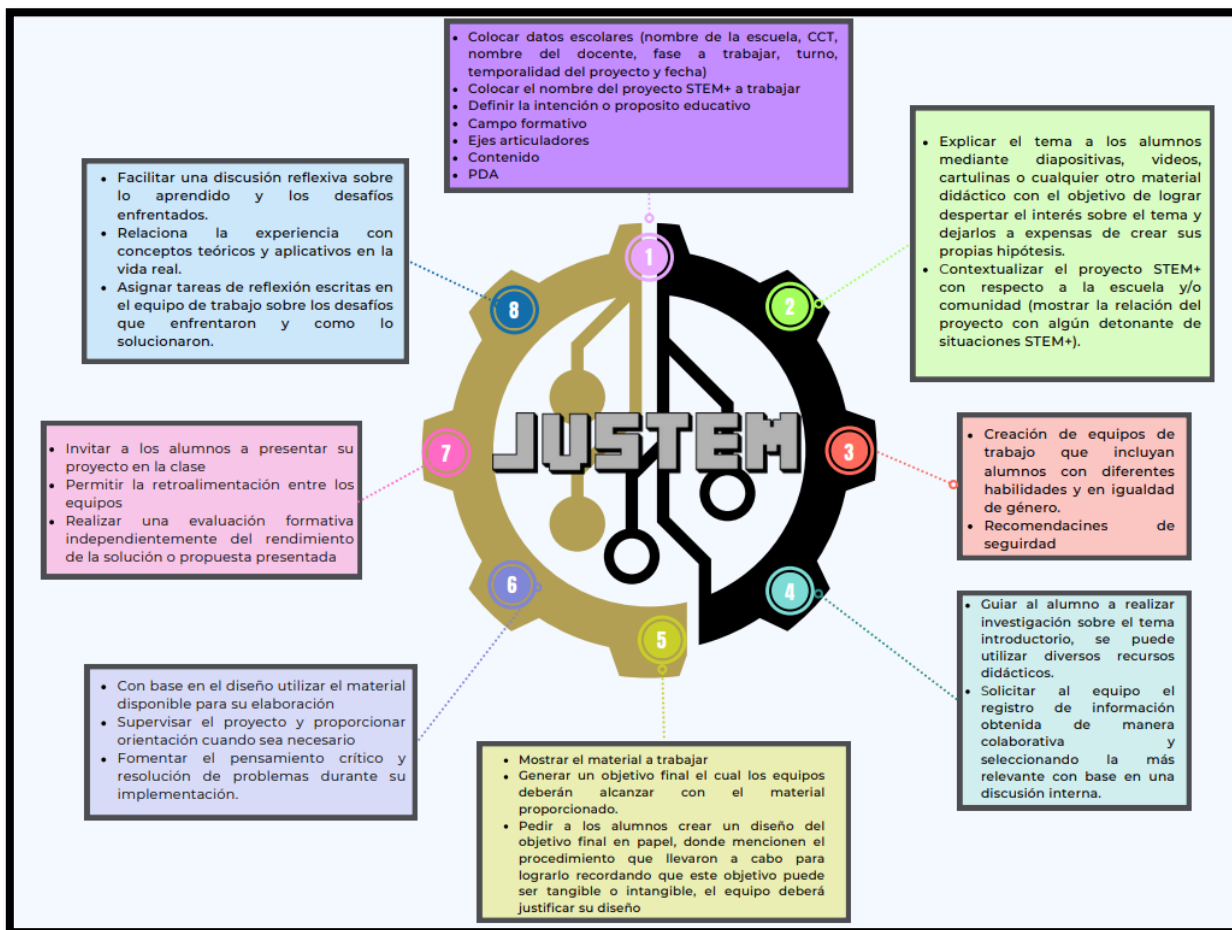 • Colocar datos escolares (nombre de la escuela, CCT,
nombre del docente, fase a trabajar, turno,
temporalidad del proyecto y fecha)
• Colocar el nombre del proyecto STEM+ a trabajar
• Definir la intención o proposito educativo
• Campo formativo
• Ejes articuladores
• Contenido
• PDA
1
• Explicar el tema a los alumnos
mediante diapositivas, videos,
cartulinas o cualquier otro material
didáctico con el objetivo de lograr
despertar el interés sobre el tema y
dejarlos a expensas de crear sus
propias hipótesis.
• Contextualizar el proyecto STEM+
con respecto a la escuela y/o
comunidad (mostrar la relación del
proyecto con algún detonante de
situaciones STEM+).
2
• Creación de equipos de
trabajo que incluyan
alumnos con diferentes
habilidades y en igualdad
de género.
• Recomendacines de
seguirdad
3
• Guiar al alumno a realizar
investigación sobre el tema
introductorio, se puede
utilizar diversos recursos
didácticos.
• Solicitar al equipo el
registro de información
obtenida de manera
colaborativa y
seleccionando la más
relevante con base en una
discusión interna.
4
• Mostrar el material a trabajar
• Generar un objetivo final el cual los equipos
deberán alcanzar con el material
proporcionado.
• Pedir a los alumnos crear un diseño del
objetivo final en papel, donde mencionen el
procedimiento que llevaron a cabo para
lograrlo recordando que este objetivo puede
ser tangible o intangible, el equipo deberá
justificar su diseño
5
• Con base en el diseño utilizar el material
disponible para su elaboración
• Supervisar el proyecto y proporcionar
orientación cuando sea necesario
• Fomentar el pensamiento crítico y
resolución de problemas durante su
implementación.
6
• Invitar a los alumnos a presentar su
proyecto en la clase
• Permitir la retroalimentación entre los
equipos
• Realizar una evaluación formativa
independientemente del rendimiento
de la solución o propuesta presentada
7
• Facilitar una discusión reflexiva sobre
lo aprendido y los desafíos
enfrentados.
• Relaciona la experiencia con
conceptos teóricos y aplicativos en la
vida real.
• Asignar tareas de reflexión escritas en
el equipo de trabajo sobre los desafíos
que enfrentaron y como lo
solucionaron.
8
JUSTEM